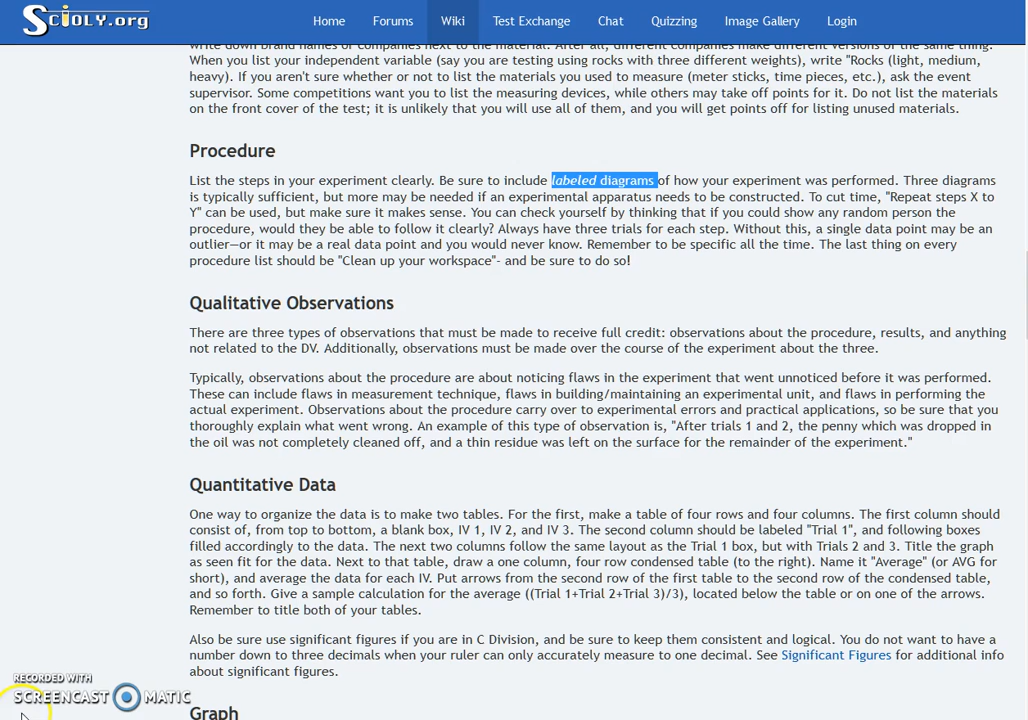 SCIOLY.org
Home Forums Wiki Test Exchange Chat Quizzing Image Gallery Login
write down brand names or companies next to the material. After all, different companies make different versions of the same thing.
When you list your independent variable (say you are testing using rocks with three different weights), write "Rocks (light, medium,
heavy). If you aren't sure whether or not to list the materials you used to measure (meter sticks, time pieces, etc.), ask the event
supervisor. Some competitions want you to list the measuring devices, while others may take off points for it. Do not list the materials
on the front cover of the test; it is unlikely that you will use all of them, and you will get points off for listing unused materials.
Procedure
List the steps in your experiment clearly. Be sure to include labeled diagrams of how your experiment was performed. Three diagrams
is typically sufficient, but more may be needed if an experimental apparatus needs to be constructed. To cut time, "Repeat steps X to
Y" can be used, but make sure it makes sense. You can check yourself by thinking that if you could show any random person the
procedure, would they be able to follow it clearly? Always have three trials for each step. Without this, a single data point may be an
outlier—or it may be a real data point and you would never know. Remember to be specific all the time. The last thing on every
procedure list should be "Clean up your workspace"- and be sure to do so!
Qualitative Observations
There are three types of observations that must be made to receive full credit: observations about the procedure, results, and anything
not related to the DV. Additionally, observations must be made over the course of the experiment about the three.
Typically, observations about the procedure are about noticing flaws in the experiment that went unnoticed before it was performed.
These can include flaws in measurement technique, flaws in building/maintaining an experimental unit, and flaws in performing the
actual experiment. Observations about the procedure carry over to experimental errors and practical applications, so be sure that you
thoroughly explain what went wrong. An example of this type of observation is, "After trials 1 and 2, the penny which was dropped in
the oil was not completely cleaned off, and a thin residue was left on the surface for the remainder of the experiment."
Quantitative Data
One way to organize the data is to make two tables. For the first, make a table of four rows and four columns. The first column should
consist of, from top to bottom, a blank box, IV 1, IV 2, and IV 3. The second column should be labeled "Trial 1", and following boxes
filled accordingly to the data. The next two columns follow the same layout as the Trial 1 box, but with Trials 2 and 3. Title the graph
as seen fit for the data. Next to that table, draw a one column, four row condensed table (to the right). Name it "Average" (or AVG for
short), and average the data for each IV. Put arrows from the second row of the first table to the second row of the condensed table,
and so forth. Give a sample calculation for the average ((Trial 1+Trial 2+Trial 3)/3), located below the table or on one of the arrows.
Remember to title both of your tables.
Also be sure use significant figures if you are in C Division, and be sure to keep them consistent and logical. You do not want to have a
number down to three decimals when your ruler can only accurately measure to one decimal. See Significant Figures for additional info
about significant figures.
RECORDED WITH
SCREENCAST MATIC
Graph